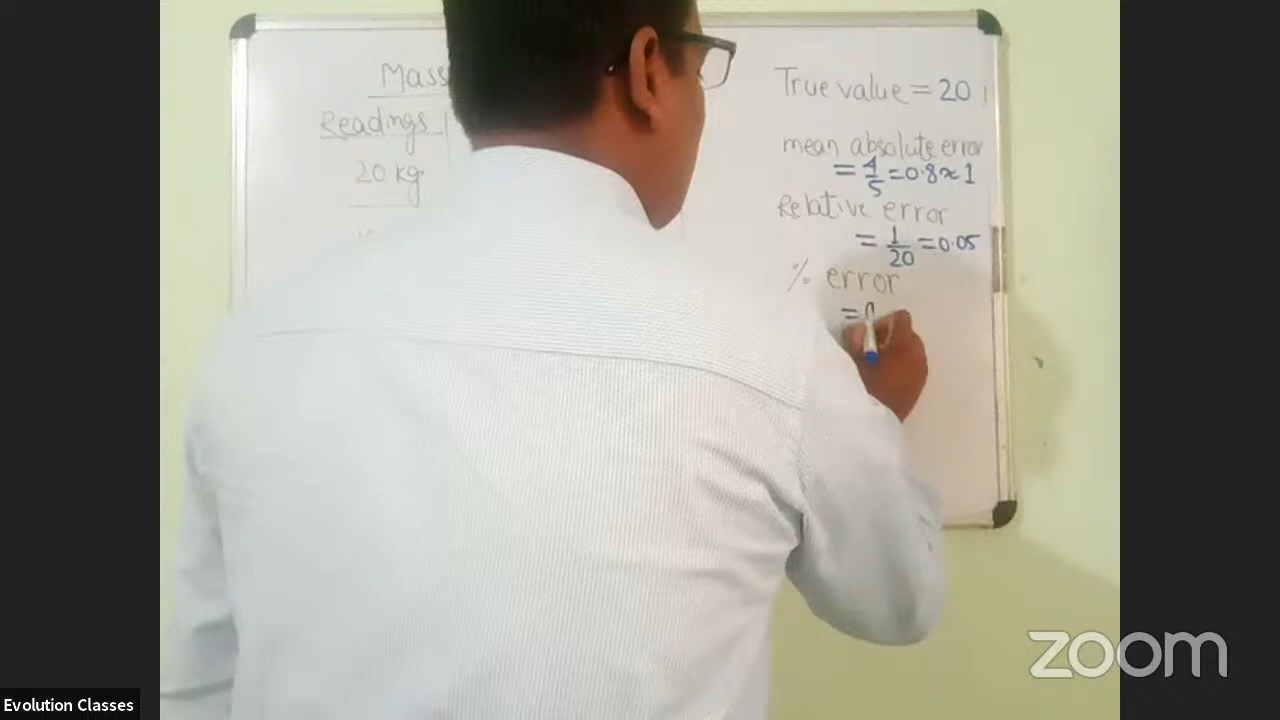 Mass
Readings
20 kg
True value = 20
mean absolute error
= 4/5 = 0.8 ≈ 1
Relative error
= 1/20 = 0.05
% error
=
zoom
Evolution Classes